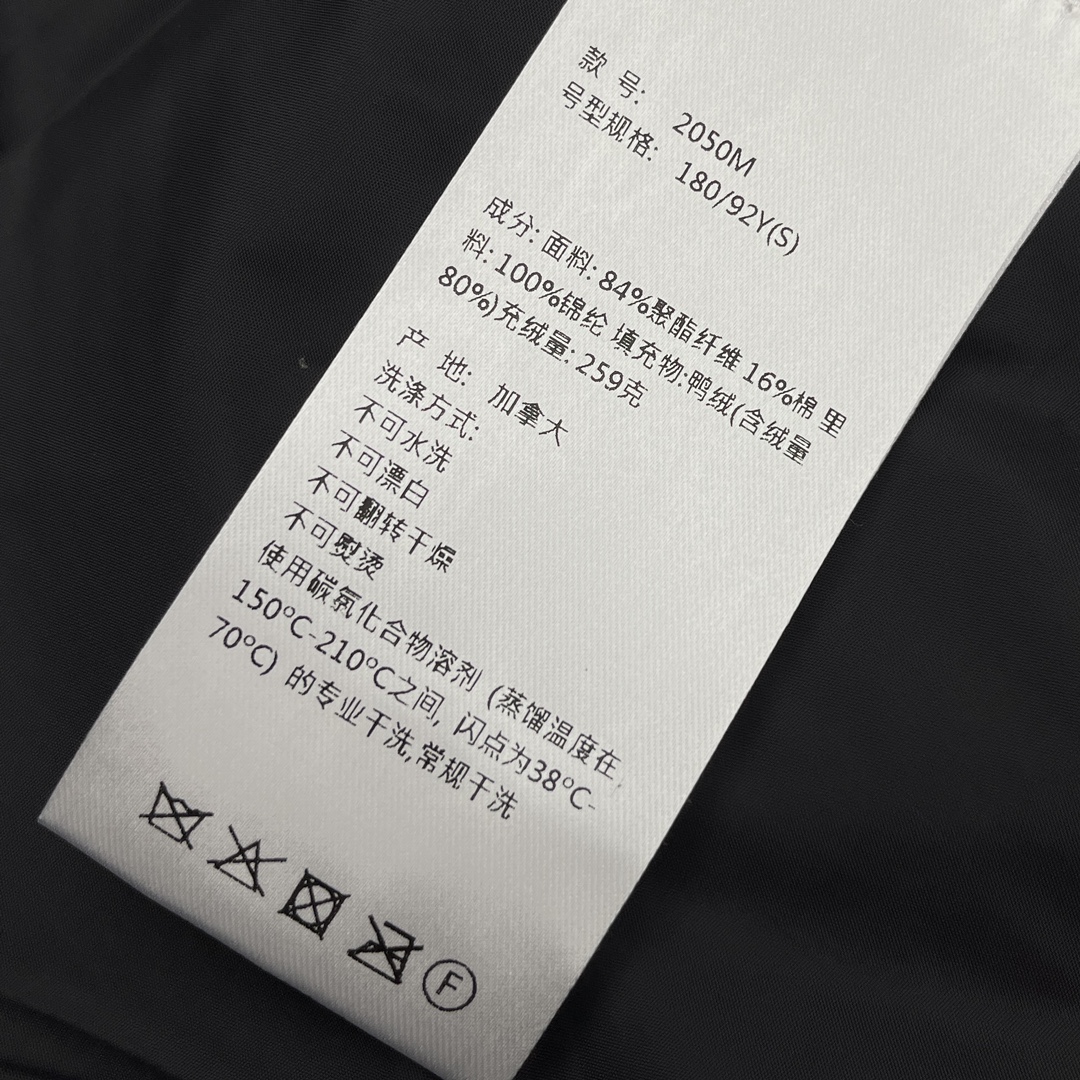 款 号: 2050M
号型规格: 180/92Y(S)
成分: 面料: 84%聚酯纤维 16%棉 里
料: 100%锦纶 填充物:鸭绒(含绒量
80%)充绒量: 259克
产 地: 加拿大
洗涤方式:
不可水洗
不可漂白
不可翻转干燥
不可熨烫
使用碳氢化合物溶剂 (蒸馏温度在
150°C-210°C之间, 闪点为38°C-
70°C) 的专业干洗,常规干洗
F